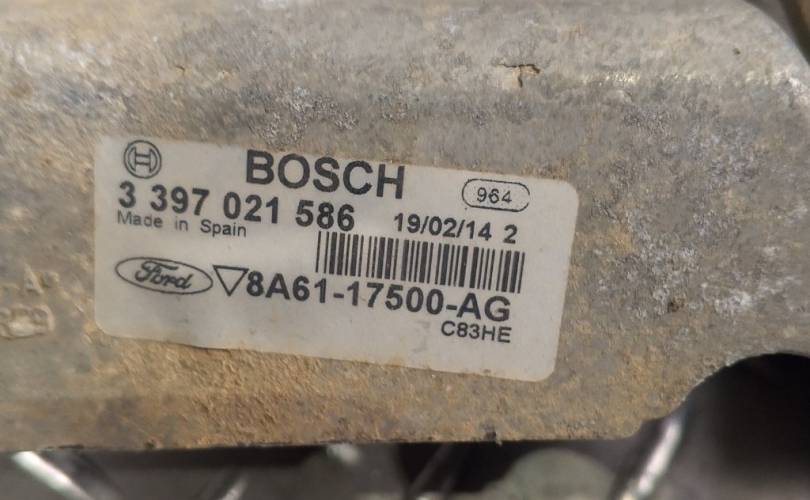 BOSCH
964
3 397 021 586 19/02/14 2
Made in Spain
Ford
8A61-17500-AG
C83HE